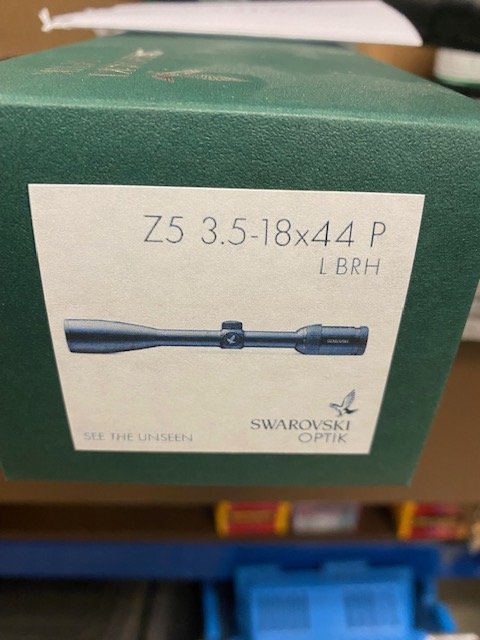 Z5 3.5-18x44 P
L BRH
SEE THE UNSEEN
SWAROVSKI
OPTIK